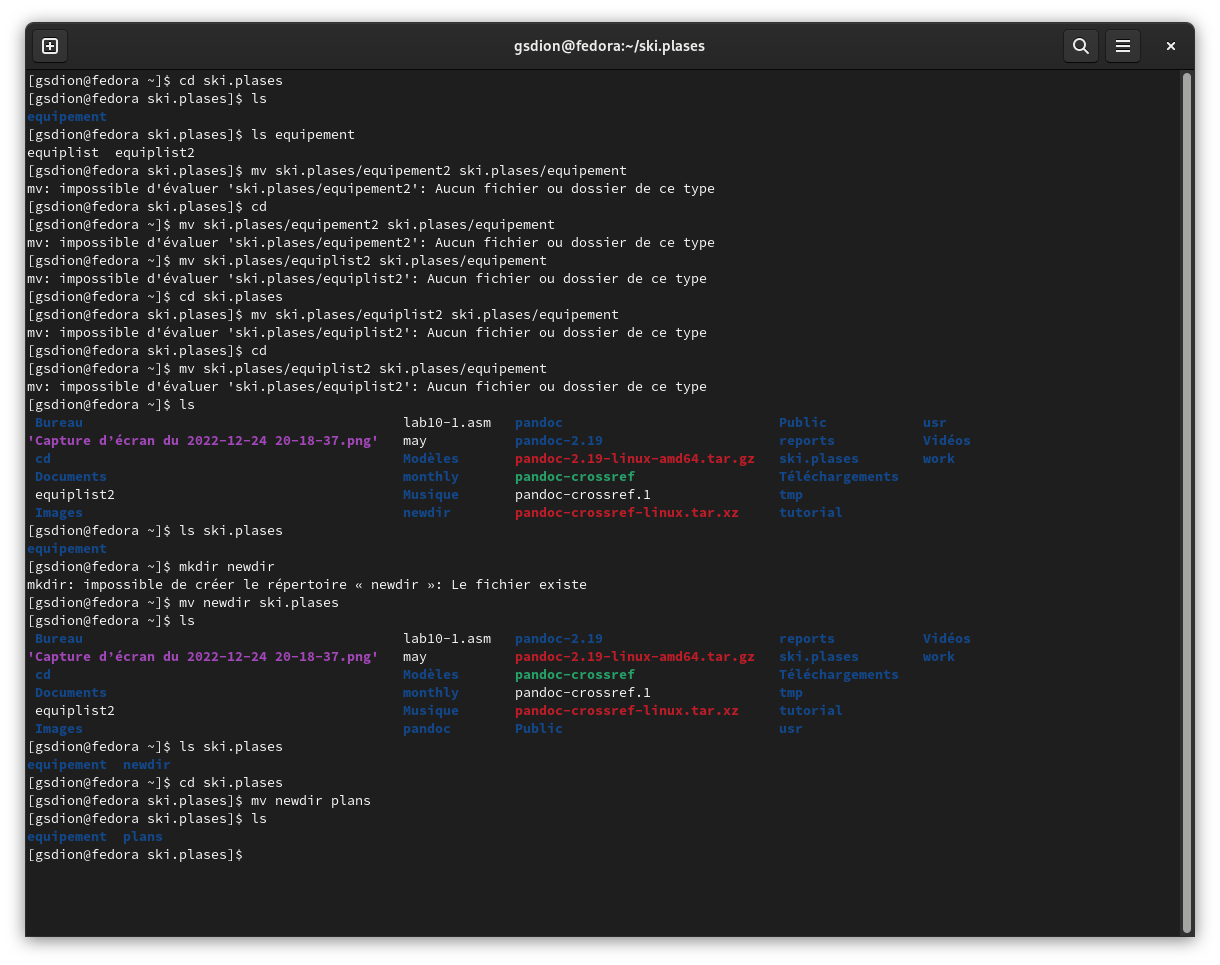 gsdion@fedora:~/ski.plases
[gsdion@fedora ~]$ cd ski.plases
[gsdion@fedora ski.plases]$ ls
equipement
[gsdion@fedora ski.plases]$ ls equipement
equiplist  equiplist2
[gsdion@fedora ski.plases]$ mv ski.plases/equipement2 ski.plases/equipement
mv: impossible d'évaluer 'ski.plases/equipement2': Aucun fichier ou dossier de ce type
[gsdion@fedora ski.plases]$ cd
[gsdion@fedora ~]$ mv ski.plases/equipement2 ski.plases/equipement
mv: impossible d'évaluer 'ski.plases/equipement2': Aucun fichier ou dossier de ce type
[gsdion@fedora ~]$ mv ski.plases/equiplist2 ski.plases/equipement
mv: impossible d'évaluer 'ski.plases/equiplist2': Aucun fichier ou dossier de ce type
[gsdion@fedora ~]$ cd ski.plases
[gsdion@fedora ski.plases]$ mv ski.plases/equiplist2 ski.plases/equipement
mv: impossible d'évaluer 'ski.plases/equiplist2': Aucun fichier ou dossier de ce type
[gsdion@fedora ski.plases]$ cd
[gsdion@fedora ~]$ mv ski.plases/equiplist2 ski.plases/equipement
mv: impossible d'évaluer 'ski.plases/equiplist2': Aucun fichier ou dossier de ce type
[gsdion@fedora ~]$ ls
Bureau  lab10-1.asm  pandoc  Public  usr
'Capture d’écran du 2022-12-24 20-18-37.png'  may  pandoc-2.19  reports  Vidéos
cd  Modèles  pandoc-2.19-linux-amd64.tar.gz  ski.plases  work
Documents  monthly  pandoc-crossref  Téléchargements
equiplist2  Musique  pandoc-crossref.1  tmp
Images  newdir  pandoc-crossref-linux.tar.xz  tutorial
[gsdion@fedora ~]$ ls ski.plases
equipement
[gsdion@fedora ~]$ mkdir newdir
mkdir: impossible de créer le répertoire « newdir »: Le fichier existe
[gsdion@fedora ~]$ mv newdir ski.plases
[gsdion@fedora ~]$ ls
Bureau  lab10-1.asm  pandoc-2.19  reports  Vidéos
'Capture d’écran du 2022-12-24 20-18-37.png'  may  pandoc-2.19-linux-amd64.tar.gz  ski.plases  work
cd  Modèles  pandoc-crossref  Téléchargements
Documents  monthly  pandoc-crossref.1  tmp
equiplist2  Musique  pandoc-crossref-linux.tar.xz  tutorial
Images  pandoc  Public  usr
[gsdion@fedora ~]$ ls ski.plases
equipement  newdir
[gsdion@fedora ~]$ cd ski.plases
[gsdion@fedora ski.plases]$ mv newdir plans
[gsdion@fedora ski.plases]$ ls
equipement  plans
[gsdion@fedora ski.plases]$